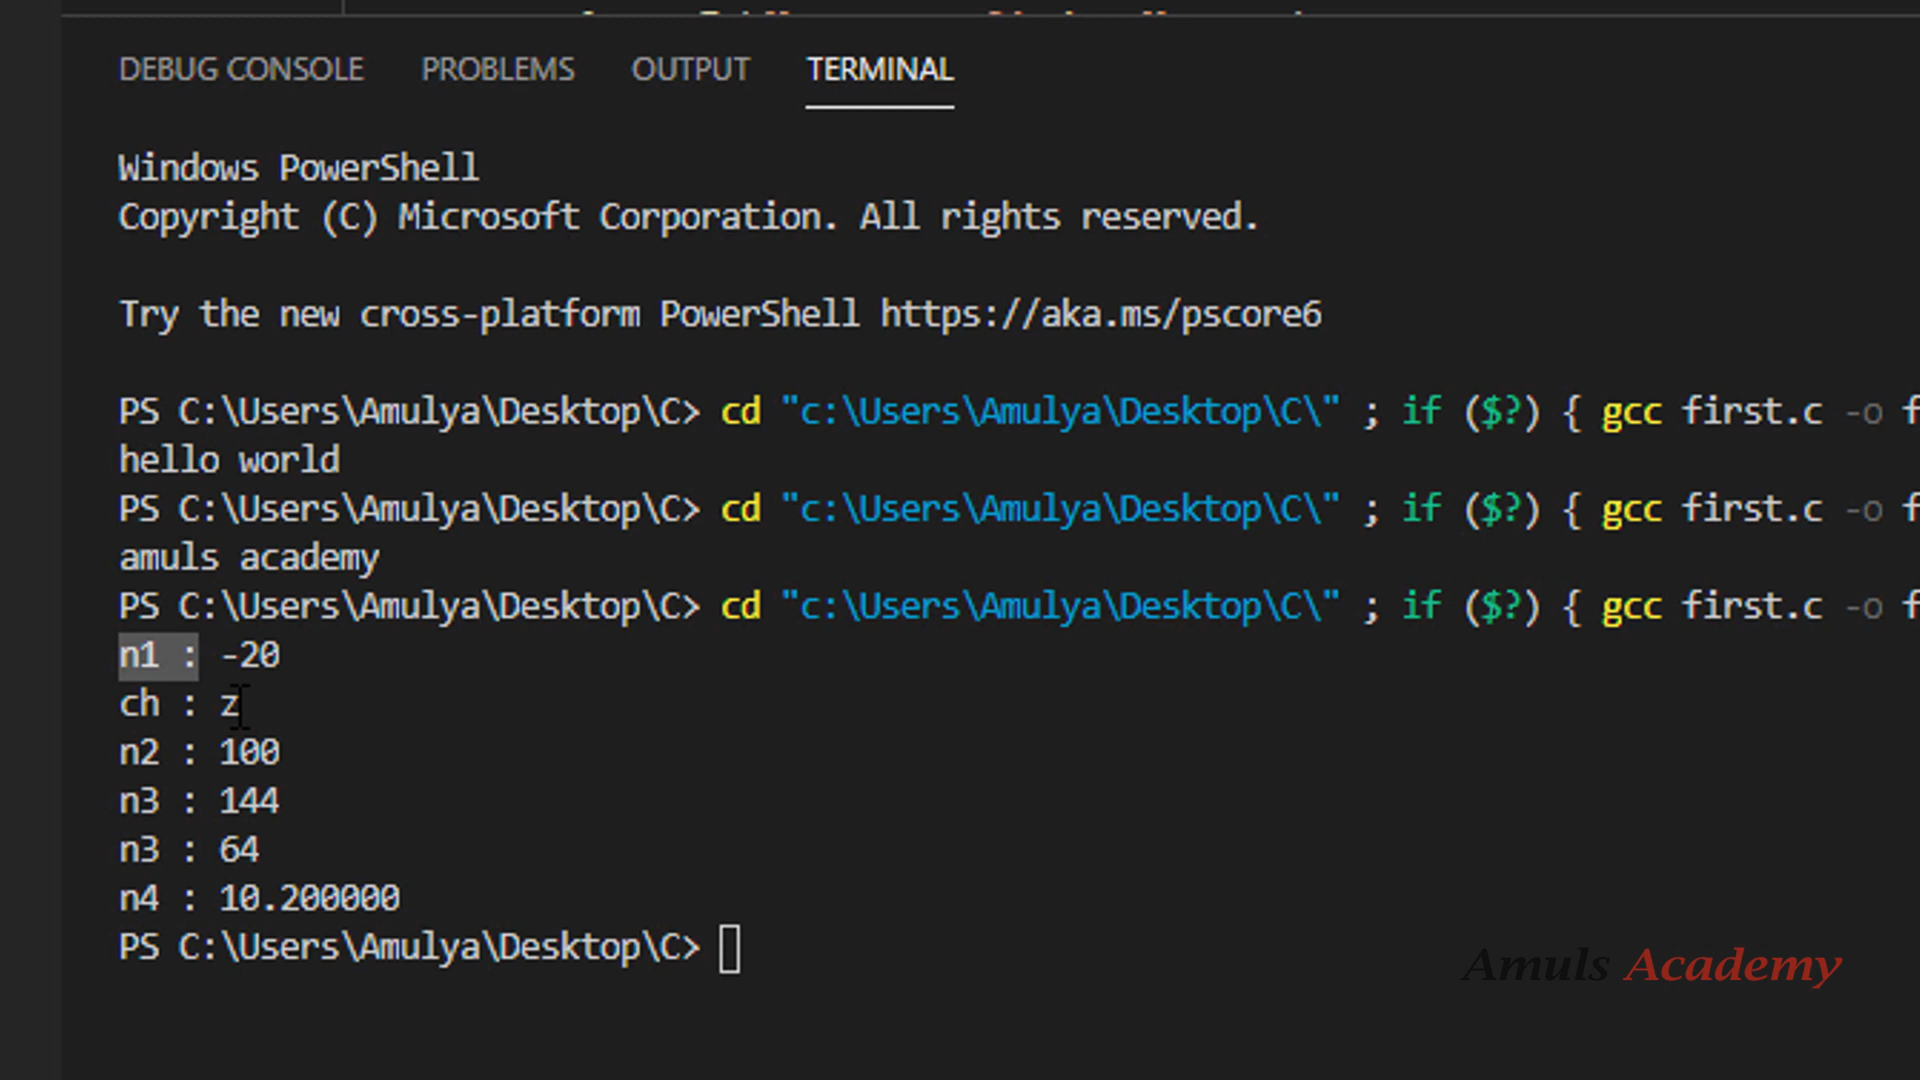 DEBUG CONSOLE PROBLEMS OUTPUT TERMINAL
Windows PowerShell
Copyright (C) Microsoft Corporation. All rights reserved.
Try the new cross-platform PowerShell https://aka.ms/pscore6
PS C:\Users\Amulya\Desktop\C> cd "c:\Users\Amulya\Desktop\C\" ; if ($?) { gcc first.c -o f
hello world
PS C:\Users\Amulya\Desktop\C> cd "c:\Users\Amulya\Desktop\C\" ; if ($?) { gcc first.c -o f
amuls academy
PS C:\Users\Amulya\Desktop\C> cd "c:\Users\Amulya\Desktop\C\" ; if ($?) { gcc first.c -o f
n1 : -20
ch : z
n2 : 100
n3 : 144
n3 : 64
n4 : 10.200000
PS C:\Users\Amulya\Desktop\C>
Amuls Academy